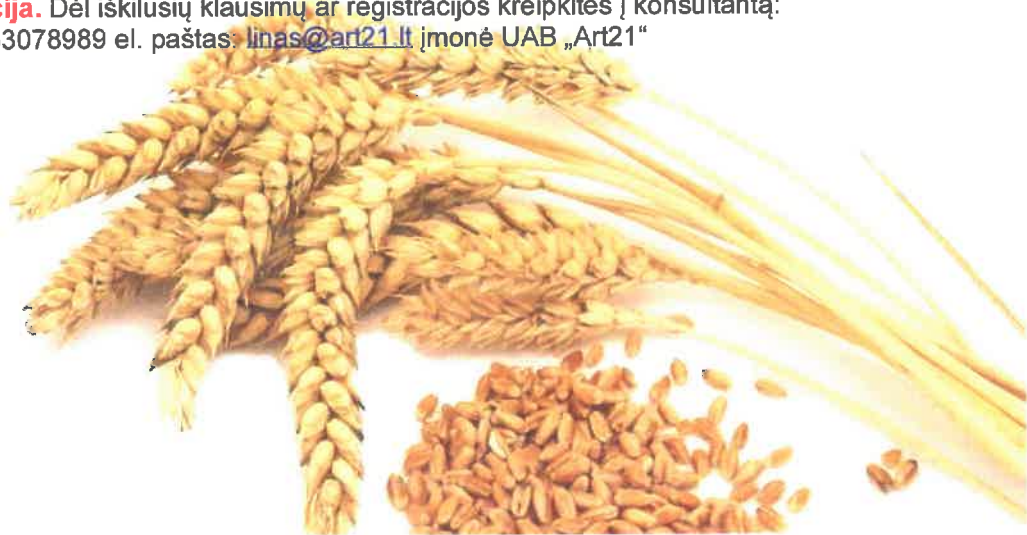 cija. Dėl iškilusių klausimų ar registracijos kreipkitės į konsultantą:
3078989 el. paštas: linas@art21.lt įmonė UAB „Art21“